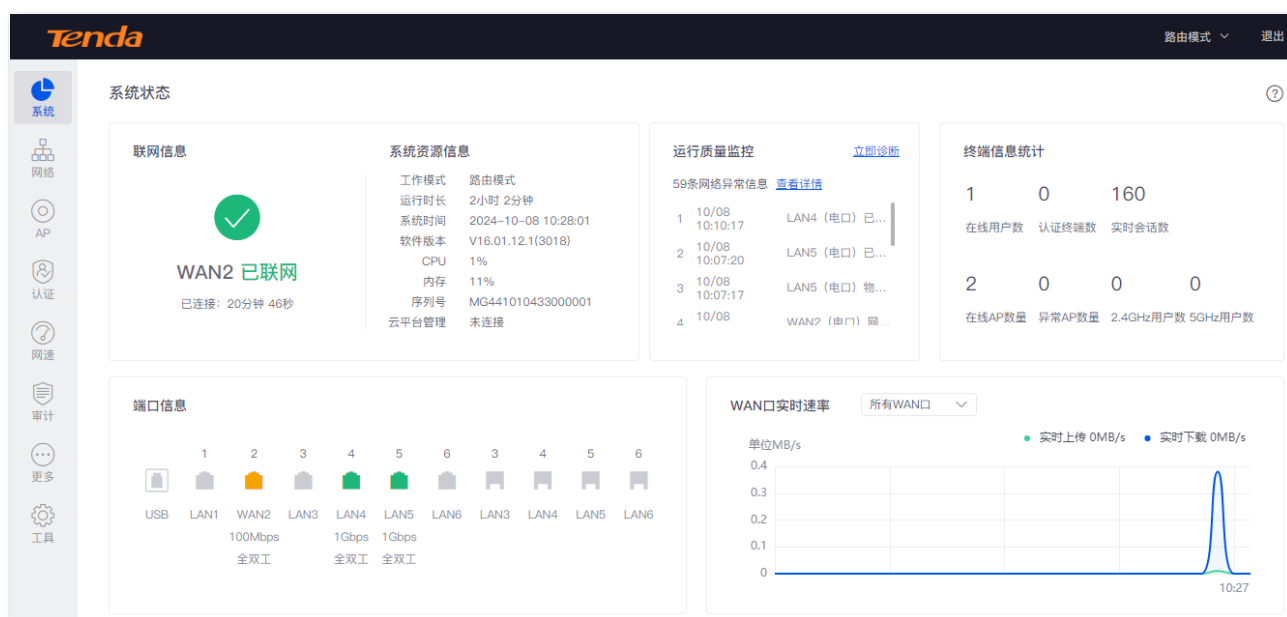 Tenda
路由模式
退出
系统
网络
AP
认证
网速
审计
更多
工具
系统状态
联网信息
WAN2 已联网
已连接：20分钟 46秒
系统资源信息
工作模式 路由模式
运行时长 2小时 2分钟
系统时间 2024-10-08 10:28:01
软件版本 V16.01.12.1(3018)
CPU 1%
内存 11%
序列号 MG441010433000001
云平台管理 未连接
运行质量监控 立即诊断
59条网络异常信息 查看详情
1 10/08 10:10:17 LAN4（电口）已...
2 10/08 10:07:20 LAN5（电口）已...
3 10/08 10:07:17 LAN5（电口）物...
4 10/08 WAN2（电口）网...
终端信息统计
1 0 160
在线用户数 认证终端数 实时会话数
2 0 0 0
在线AP数量 异常AP数量 2.4GHz用户数 5GHz用户数
端口信息
1 2 3 4 5 6 3 4 5 6
USB LAN1 WAN2 LAN3 LAN4 LAN5 LAN6 LAN3 LAN4 LAN5 LAN6
100Mbps 1Gbps 1Gbps
全双工 全双工 全双工
WAN口实时速率 所有WAN口
单位MB/s
实时上传 0MB/s 实时下载 0MB/s
0.4
0.3
0.2
0.1
0
10:27